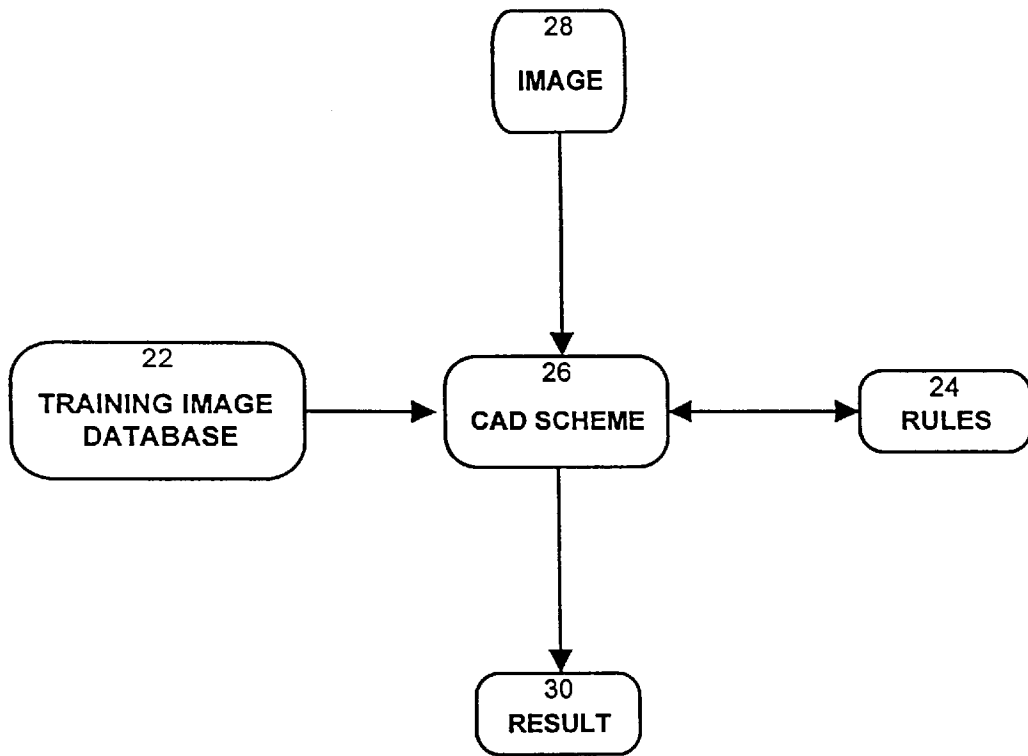 28
IMAGE
22
TRAINING IMAGE
DATABASE
26
CAD SCHEME
24
RULES
30
RESULT